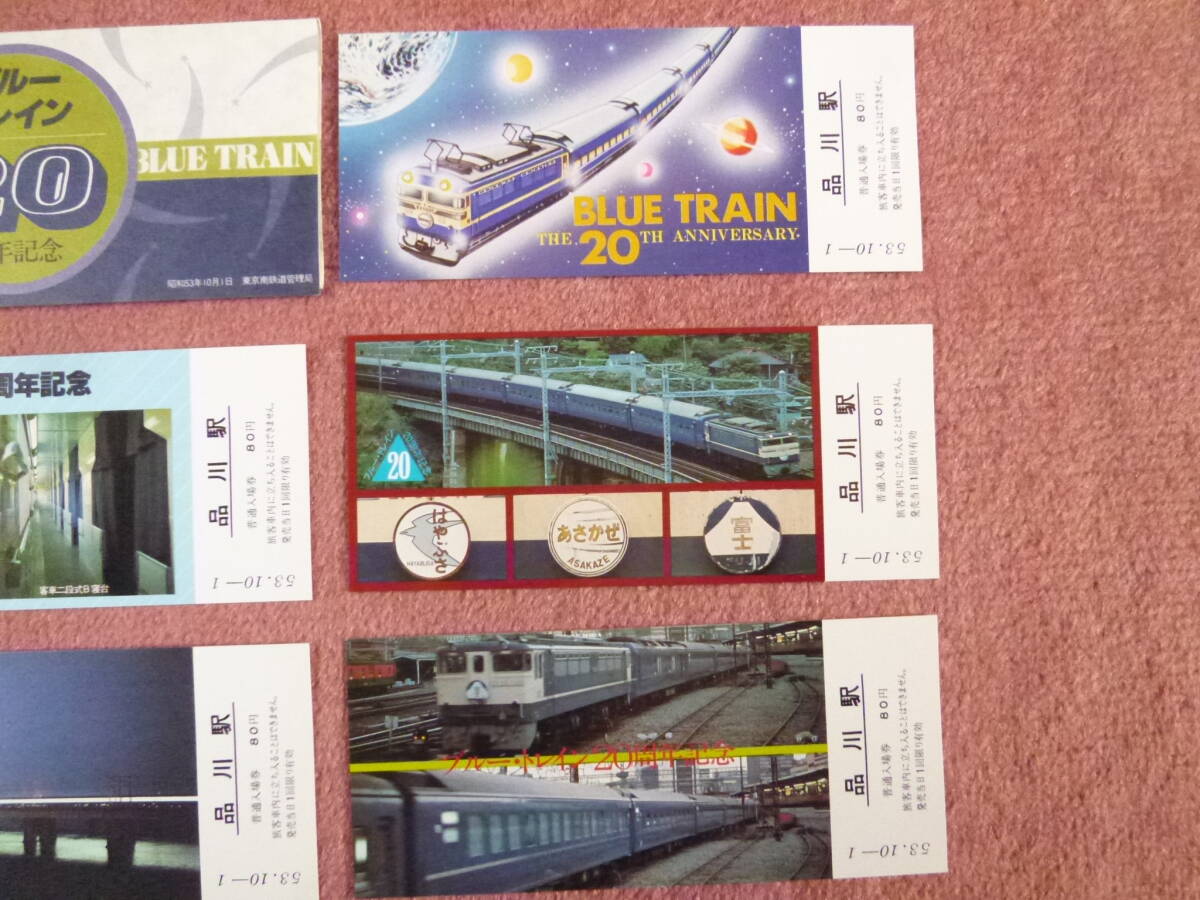 ブルー
トレイン
20
年記念
BLUE TRAIN
昭和53年10月1日 東京南鉄道管理局
BLUE TRAIN
THE 20TH ANNIVERSARY
品川駅
普通入場券 80円
旅客車内に立ち入ることはできません。
発売当日1回限り有効
53.10−1
周年記念
客車二段式B寝台
品川駅
普通入場券 80円
旅客車内に立ち入ることはできません。
発売当日1回限り有効
53.10−1
20
はやぶさ
HAYABUSA
あさかぜ
ASAKAZE
富士
品川駅
普通入場券 80円
旅客車内に立ち入ることはできません。
発売当日1回限り有効
53.10−1
品川駅
普通入場券 80円
旅客車内に立ち入ることはできません。
発売当日1回限り有効
53.10−1
ブルー・トレイン20周年記念
品川駅
普通入場券 80円
旅客車内に立ち入ることはできません。
発売当日1回限り有効
53.10−1